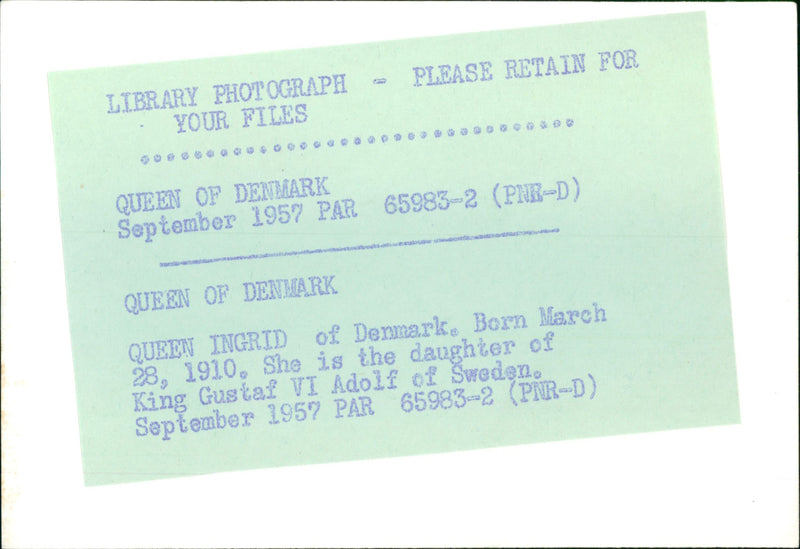 LIBRARY PHOTOGRAPH - PLEASE RETAIN FOR
YOUR FILES
QUEEN OF DENMARK
September 1957 PAR 65983-2 (PNR-D)
QUEEN OF DENMARK
QUEEN INGRID of Denmark. Born March
28, 1910. She is the daughter of
King Gustaf VI Adolf of Sweden.
September 1957 PAR 65983-2 (PNR-D)